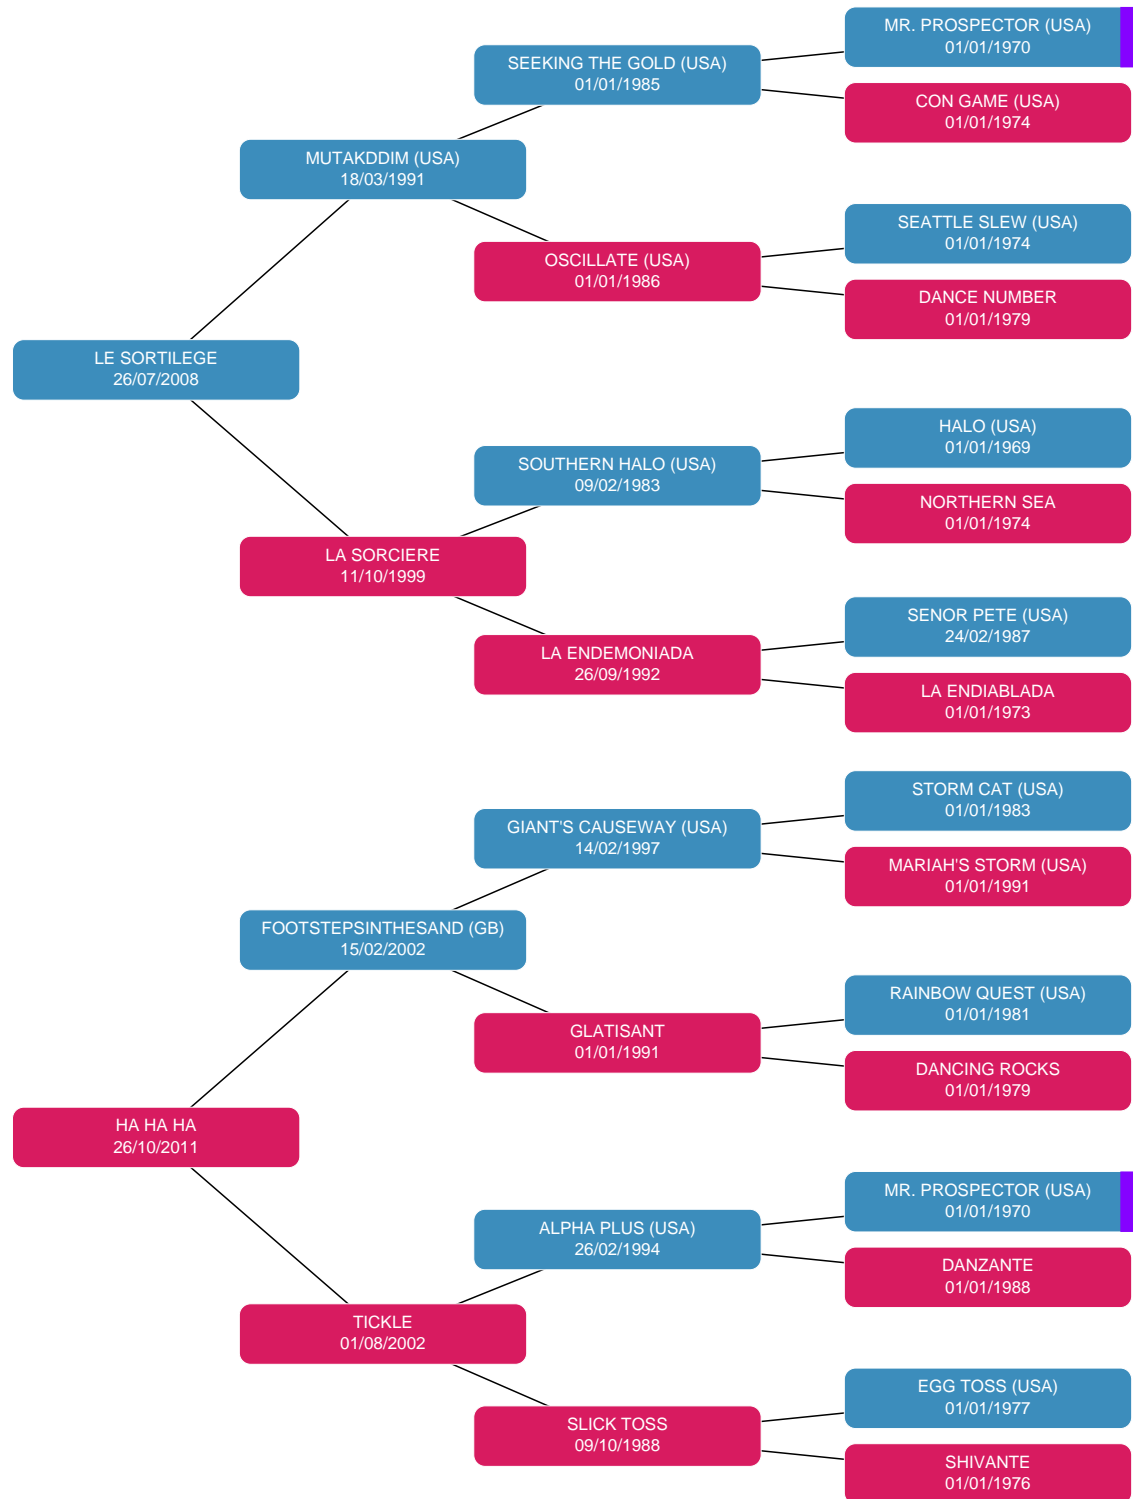 MR. PROSPECTOR (USA)
01/01/1970
SEEKING THE GOLD (USA)
01/01/1985
CON GAME (USA)
01/01/1974
MUTAKDDIM (USA)
18/03/1991
SEATTLE SLEW (USA)
01/01/1974
OSCILLATE (USA)
01/01/1986
DANCE NUMBER
01/01/1979
LE SORTILEGE
26/07/2008
HALO (USA)
01/01/1969
SOUTHERN HALO (USA)
09/02/1983
NORTHERN SEA
01/01/1974
LA SORCIERE
11/10/1999
SENOR PETE (USA)
24/02/1987
LA ENDEMONIADA
26/09/1992
LA ENDIABLADA
01/01/1973
STORM CAT (USA)
01/01/1983
GIANT'S CAUSEWAY (USA)
14/02/1997
MARIAH'S STORM (USA)
01/01/1991
FOOTSTEPSINTHESAND (GB)
15/02/2002
RAINBOW QUEST (USA)
01/01/1981
GLATISANT
01/01/1991
DANCING ROCKS
01/01/1979
HA HA HA
26/10/2011
MR. PROSPECTOR (USA)
01/01/1970
ALPHA PLUS (USA)
26/02/1994
DANZANTE
01/01/1988
TICKLE
01/08/2002
EGG TOSS (USA)
01/01/1977
SLICK TOSS
09/10/1988
SHIVANTE
01/01/1976